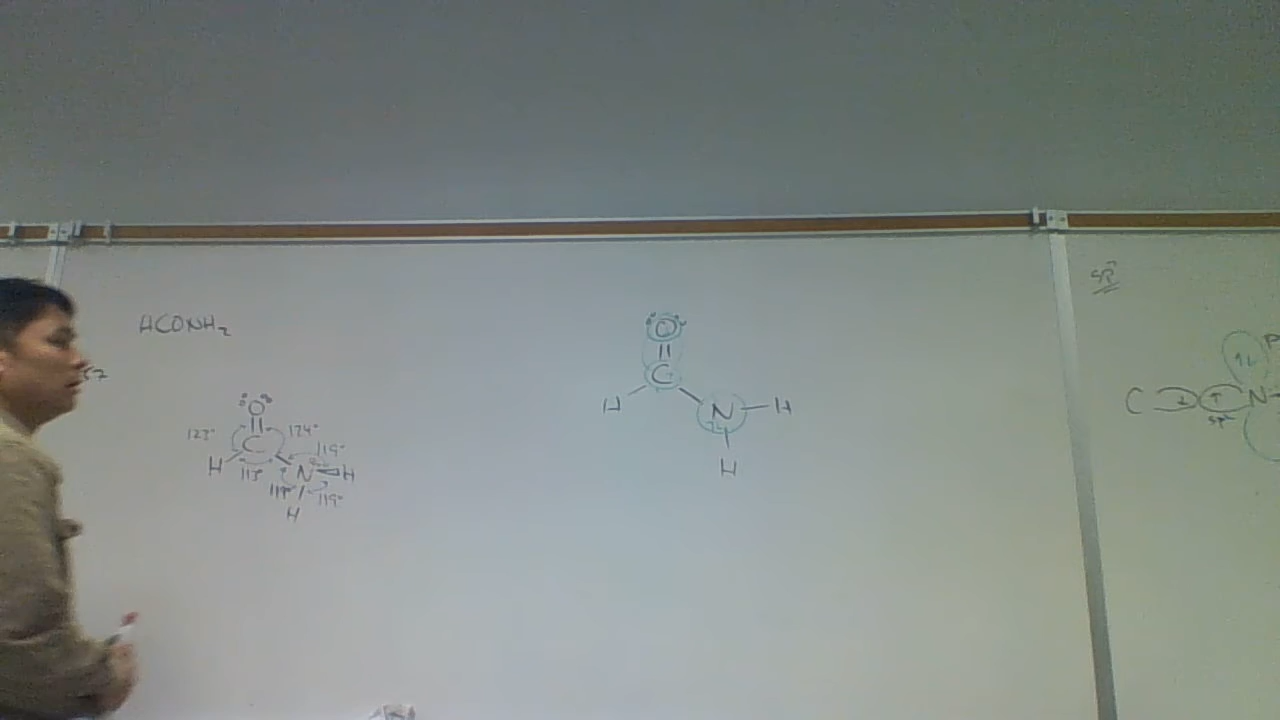 HCONH₂
O
123° C 124°
H 113° N 119° H
119° 119°
H
O
C
H N H
H
C N
sp²